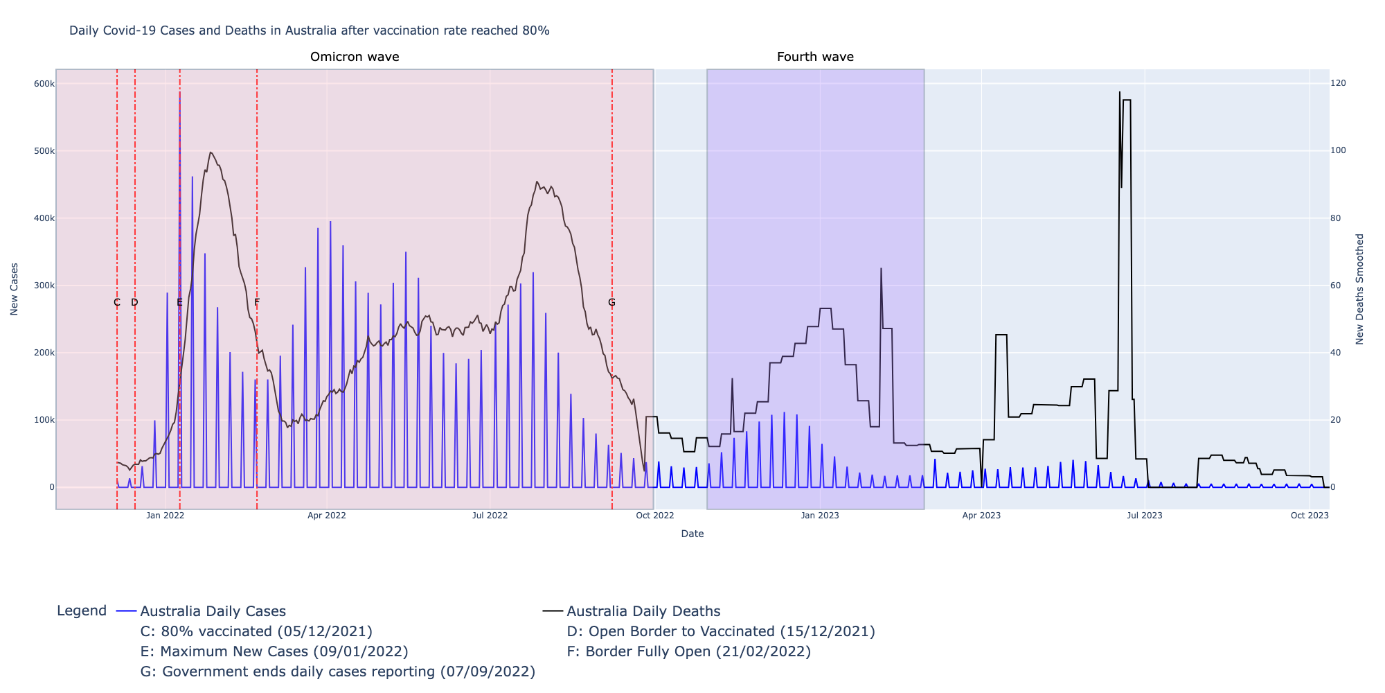 Daily Covid-19 Cases and Deaths in Australia after vaccination rate reached 80%
Omicron wave
Fourth wave
600k
500k
400k
300k
200k
100k
0
New Cases
120
100
80
60
40
20
0
New Deaths Smoothed
C D E F G
Jan 2022 Apr 2022 Jul 2022 Oct 2022 Jan 2023 Apr 2023 Jul 2023 Oct 2023
Date
Legend Australia Daily Cases Australia Daily Deaths
C: 80% vaccinated (05/12/2021) D: Open Border to Vaccinated (15/12/2021)
E: Maximum New Cases (09/01/2022) F: Border Fully Open (21/02/2022)
G: Government ends daily cases reporting (07/09/2022)